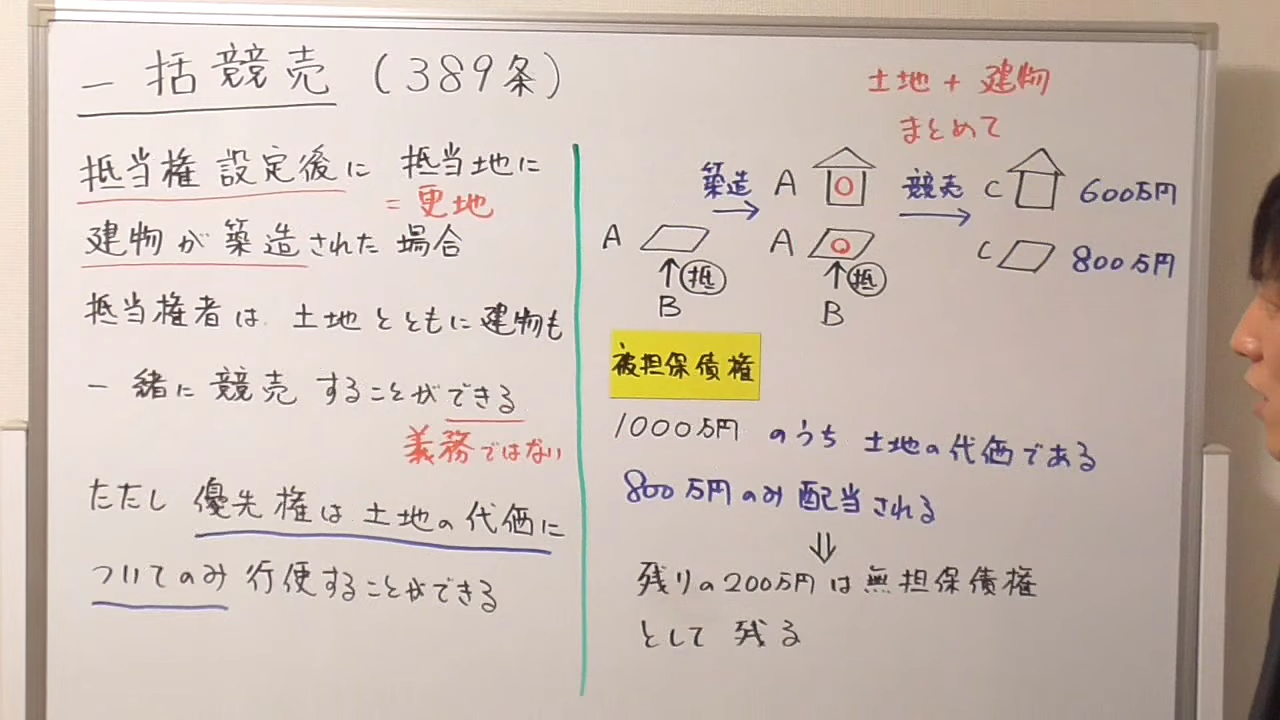 一括競売（389条）
抵当権設定後に 抵当地に
＝更地
建物が築造された場合
抵当権者は 土地とともに建物も
一緒に競売することができる
義務ではない
ただし 優先権は土地の代価に
ついてのみ行使することができる
土地＋建物
まとめて
築造 A 〇 競売 C 600万円
A A 〇 C 800万円
抵 抵
B B
被担保債権
1000万円のうち 土地の代価である
800万円のみ配当される
⇓
残りの200万円は無担保債権
として残る